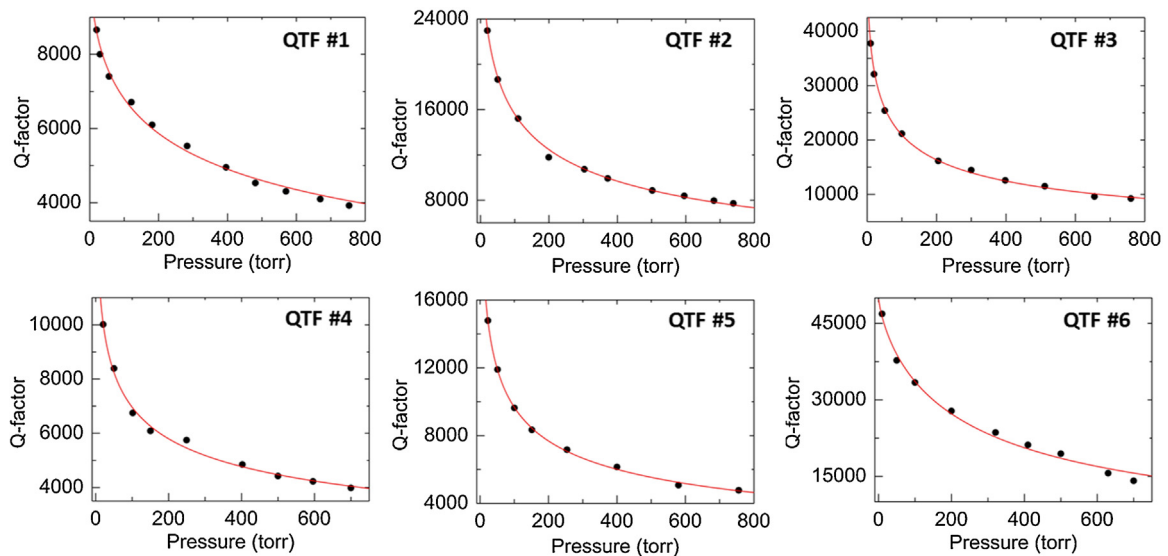 QTF #1
8000
6000
4000
Q-factor
0 200 400 600 800
Pressure (torr)
QTF #2
24000
16000
8000
Q-factor
0 200 400 600 800
Pressure (torr)
QTF #3
40000
30000
20000
10000
Q-factor
0 200 400 600 800
Pressure (torr)
QTF #4
10000
8000
6000
4000
Q-factor
0 200 400 600
Pressure (torr)
QTF #5
16000
12000
8000
4000
Q-factor
0 200 400 600 800
Pressure (torr)
QTF #6
45000
30000
15000
Q-factor
0 200 400 600
Pressure (torr)